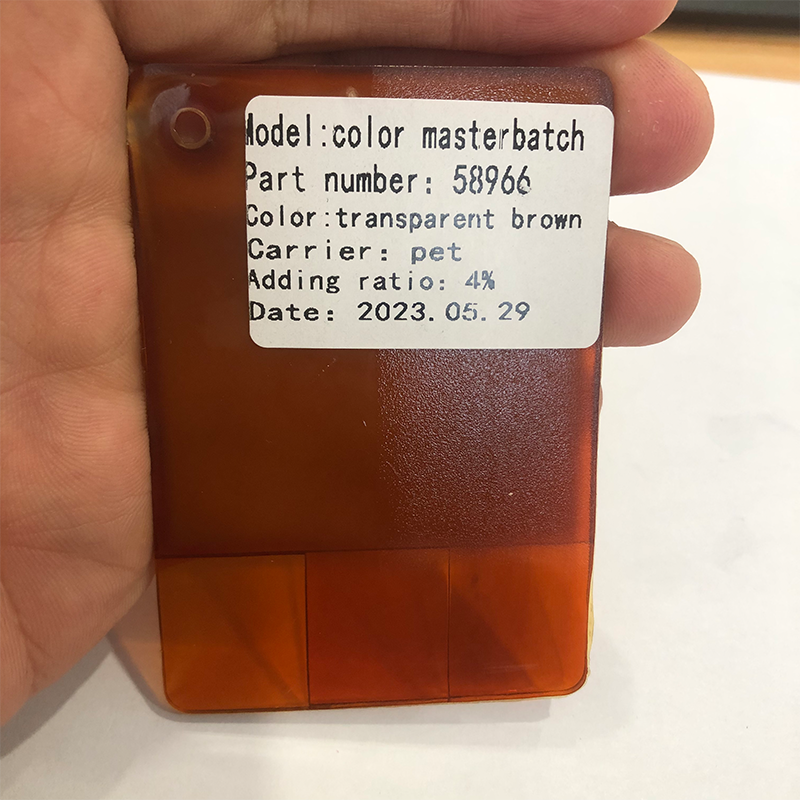 Model:color masterbatch
Part number: 58966
Color:transparent brown
Carrier: pet
Adding ratio: 4%
Date: 2023.05.29